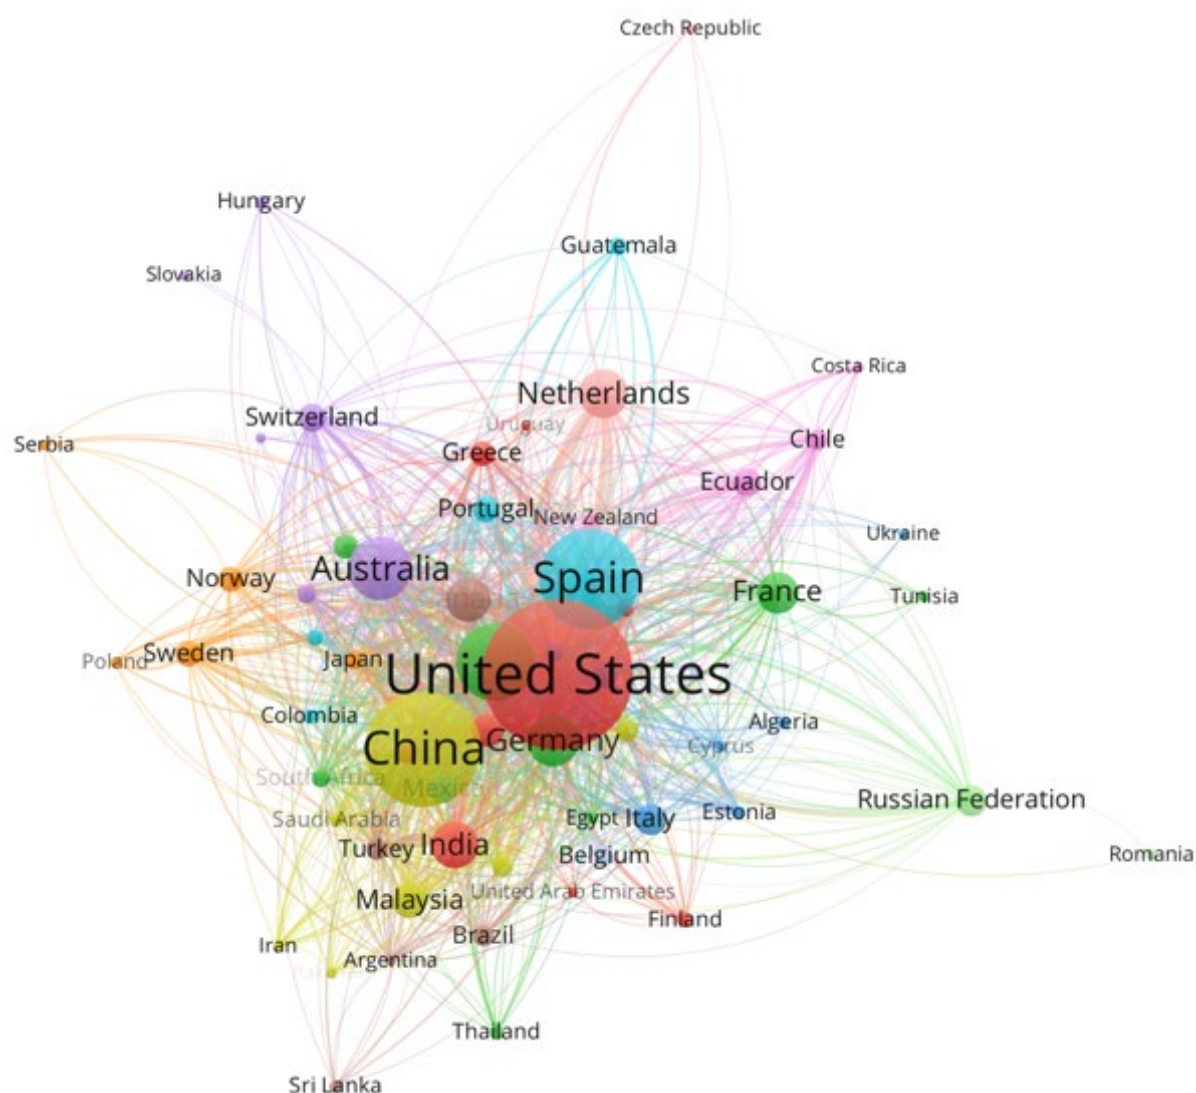 Czech Republic
Hungary
Guatemala
Slovakia
Costa Rica
Netherlands
Switzerland
Uruguay
Chile
Serbia
Greece
Ecuador
Portugal
New Zealand
Ukraine
Australia
Spain
Norway
France
Tunisia
Sweden
Poland
Japan
United States
Colombia
Algeria
Germany
Cyprus
China
South Africa
Mexico
Russian Federation
Estonia
Saudi Arabia
Egypt
Italy
Turkey
India
Belgium
Romania
United Arab Emirates
Malaysia
Finland
Brazil
Iran
Argentina
Thailand
Sri Lanka